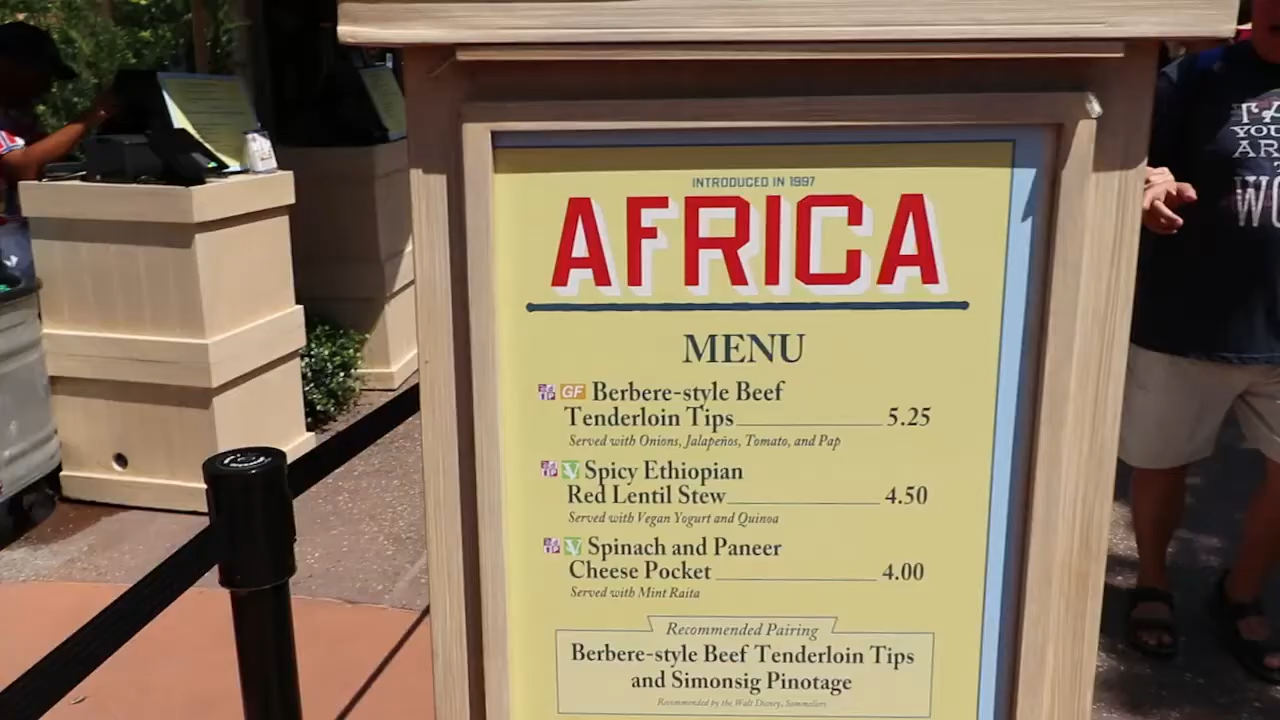 INTRODUCED IN 1997
AFRICA
MENU
GF Berbere-style Beef
Tenderloin Tips 5.25
Served with Onions, Jalapeños, Tomato, and Pap
Spicy Ethiopian
Red Lentil Stew 4.50
Served with Vegan Yogurt and Quinoa
Spinach and Paneer
Cheese Pocket 4.00
Served with Mint Raita
Recommended Pairing
Berbere-style Beef Tenderloin Tips
and Simonsig Pinotage
Recommended by the Walt Disney, Sommeliers
YOU
AR